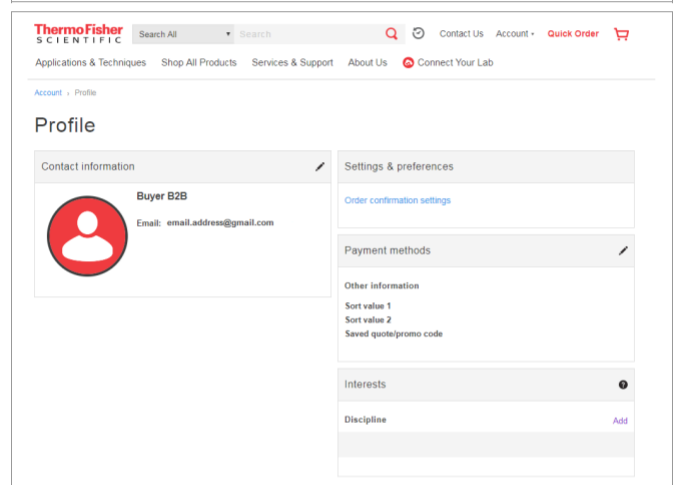 ThermoFisher
SCIENTIFIC
Search All
Search
Contact Us
Account
Quick Order
Applications & Techniques
Shop All Products
Services & Support
About Us
Connect Your Lab
Account › Profile
Profile
Contact information
Buyer B2B
Email: email.address@gmail.com
Settings & preferences
Order confirmation settings
Payment methods
Other information
Sort value 1
Sort value 2
Saved quote/promo code
Interests
?
Discipline
Add